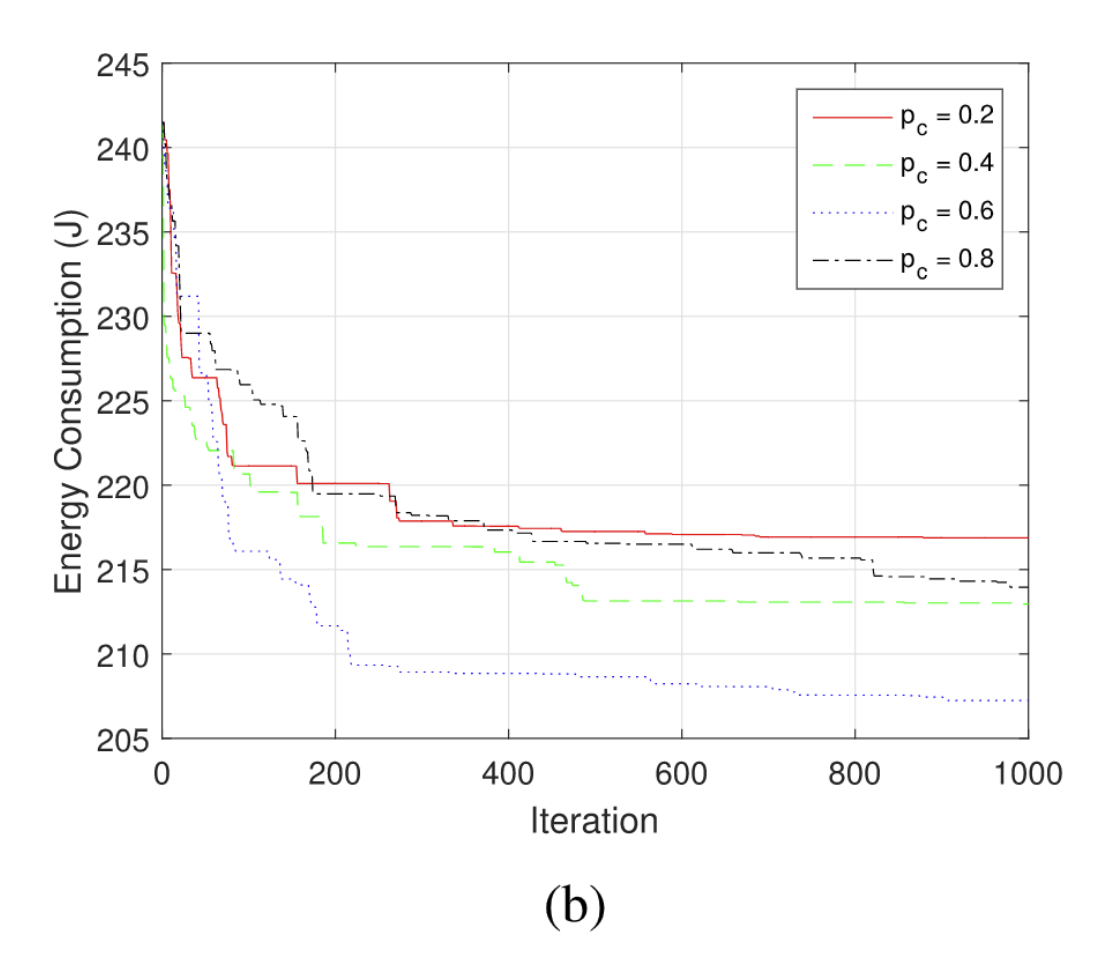 245
240
235
230
225
220
215
210
205
Energy Consumption (J)
p_c = 0.2
p_c = 0.4
p_c = 0.6
p_c = 0.8
0 200 400 600 800 1000
Iteration
(b)